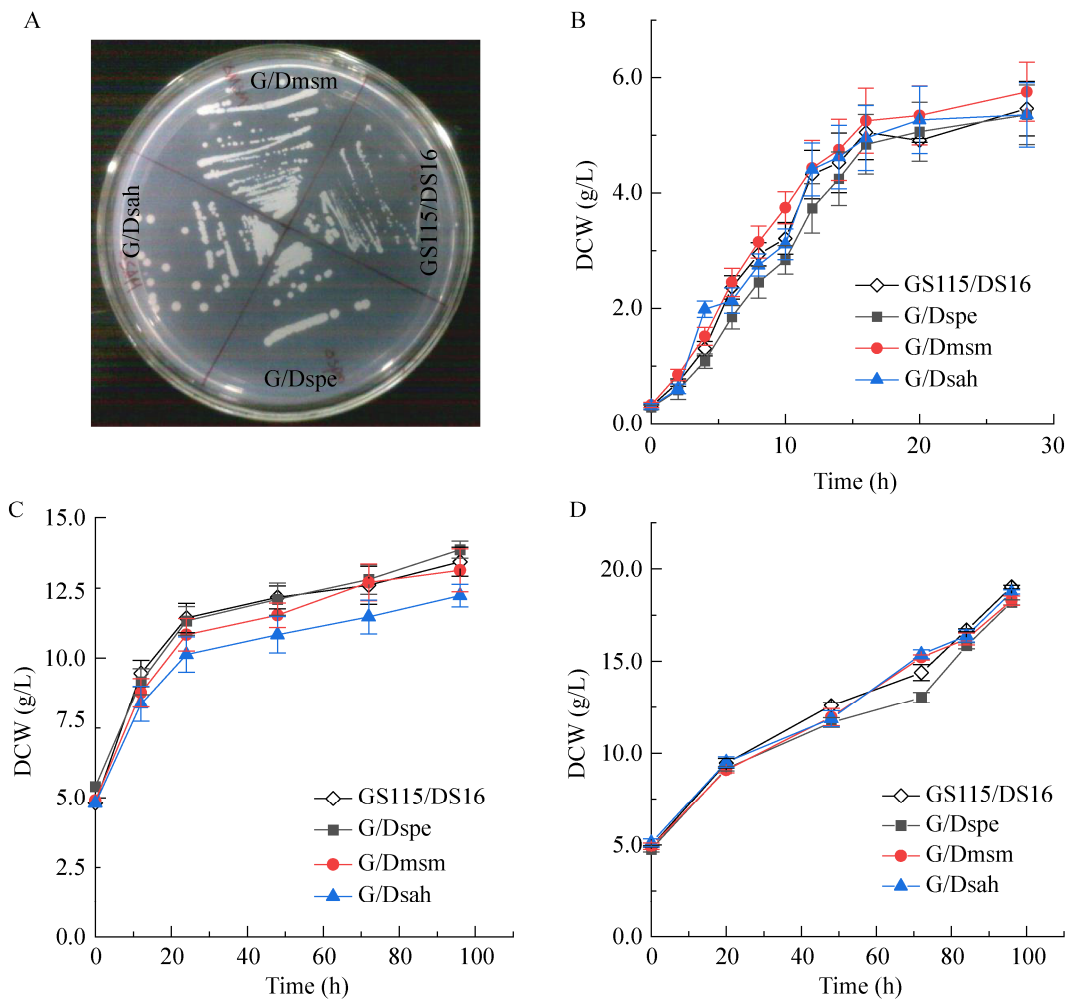 A
G/Dmsm
G/Dsah
GS115/DS16
G/Dspe
B
DCW (g/L)
6.0
4.0
2.0
0.0
0 10 20 30
Time (h)
GS115/DS16
G/Dspe
G/Dmsm
G/Dsah
C
DCW (g/L)
15.0
12.5
10.0
7.5
5.0
2.5
0.0
0 20 40 60 80 100
Time (h)
GS115/DS16
G/Dspe
G/Dmsm
G/Dsah
D
DCW (g/L)
20.0
15.0
10.0
5.0
0.0
0 20 40 60 80 100
Time (h)
GS115/DS16
G/Dspe
G/Dmsm
G/Dsah